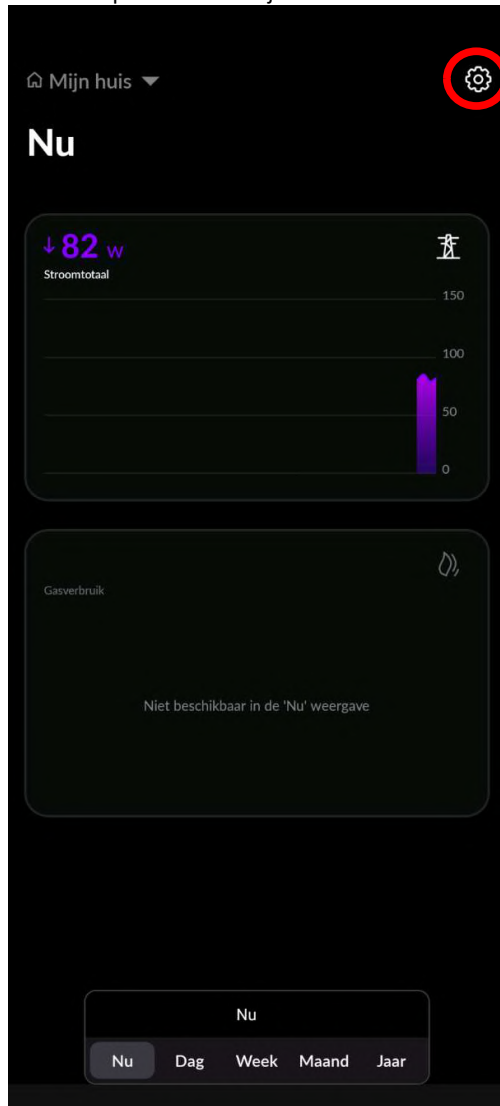 Mijn huis
Nu
↓82 W
Stroomtotaal
150
100
50
0
Gasverbruik
Niet beschikbaar in de 'Nu' weergave
Nu
Nu Dag Week Maand Jaar